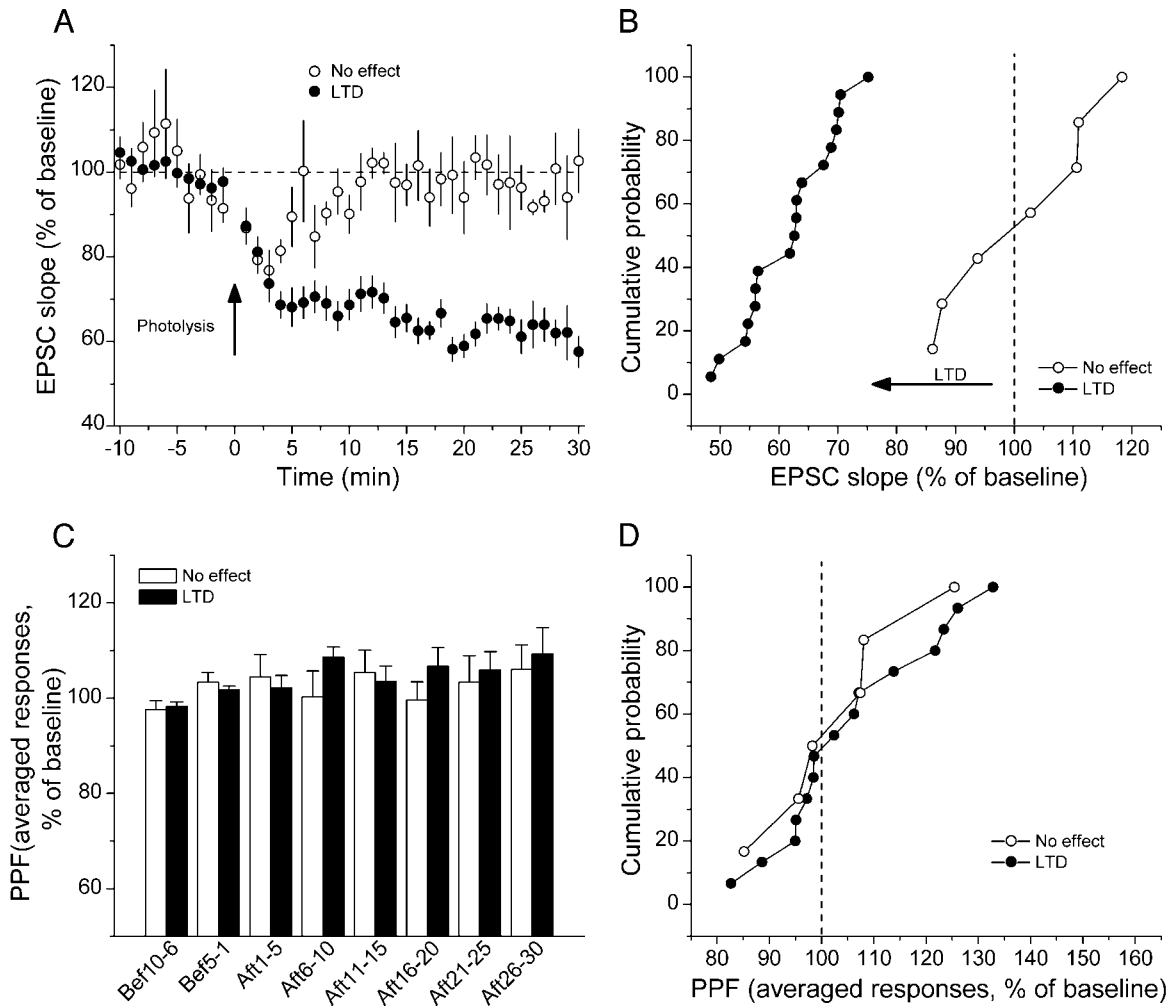 A
No effect
LTD
EPSC slope (% of baseline)
120
100
80
60
40
Photolysis
-10 -5 0 5 10 15 20 25 30
Time (min)
B
Cumulative probability
100
80
60
40
20
0
LTD
No effect
LTD
50 60 70 80 90 100 110 120
EPSC slope (% of baseline)
C
No effect
LTD
PPF(averaged responses,
% of baseline)
120
100
80
60
Bef10-6 Bef5-1 Aft1-5 Aft6-10 Aft11-15 Aft16-20 Aft21-25 Aft26-30
D
Cumulative probability
100
80
60
40
20
0
No effect
LTD
80 90 100 110 120 130 140 150 160
PPF (averaged responses, % of baseline)